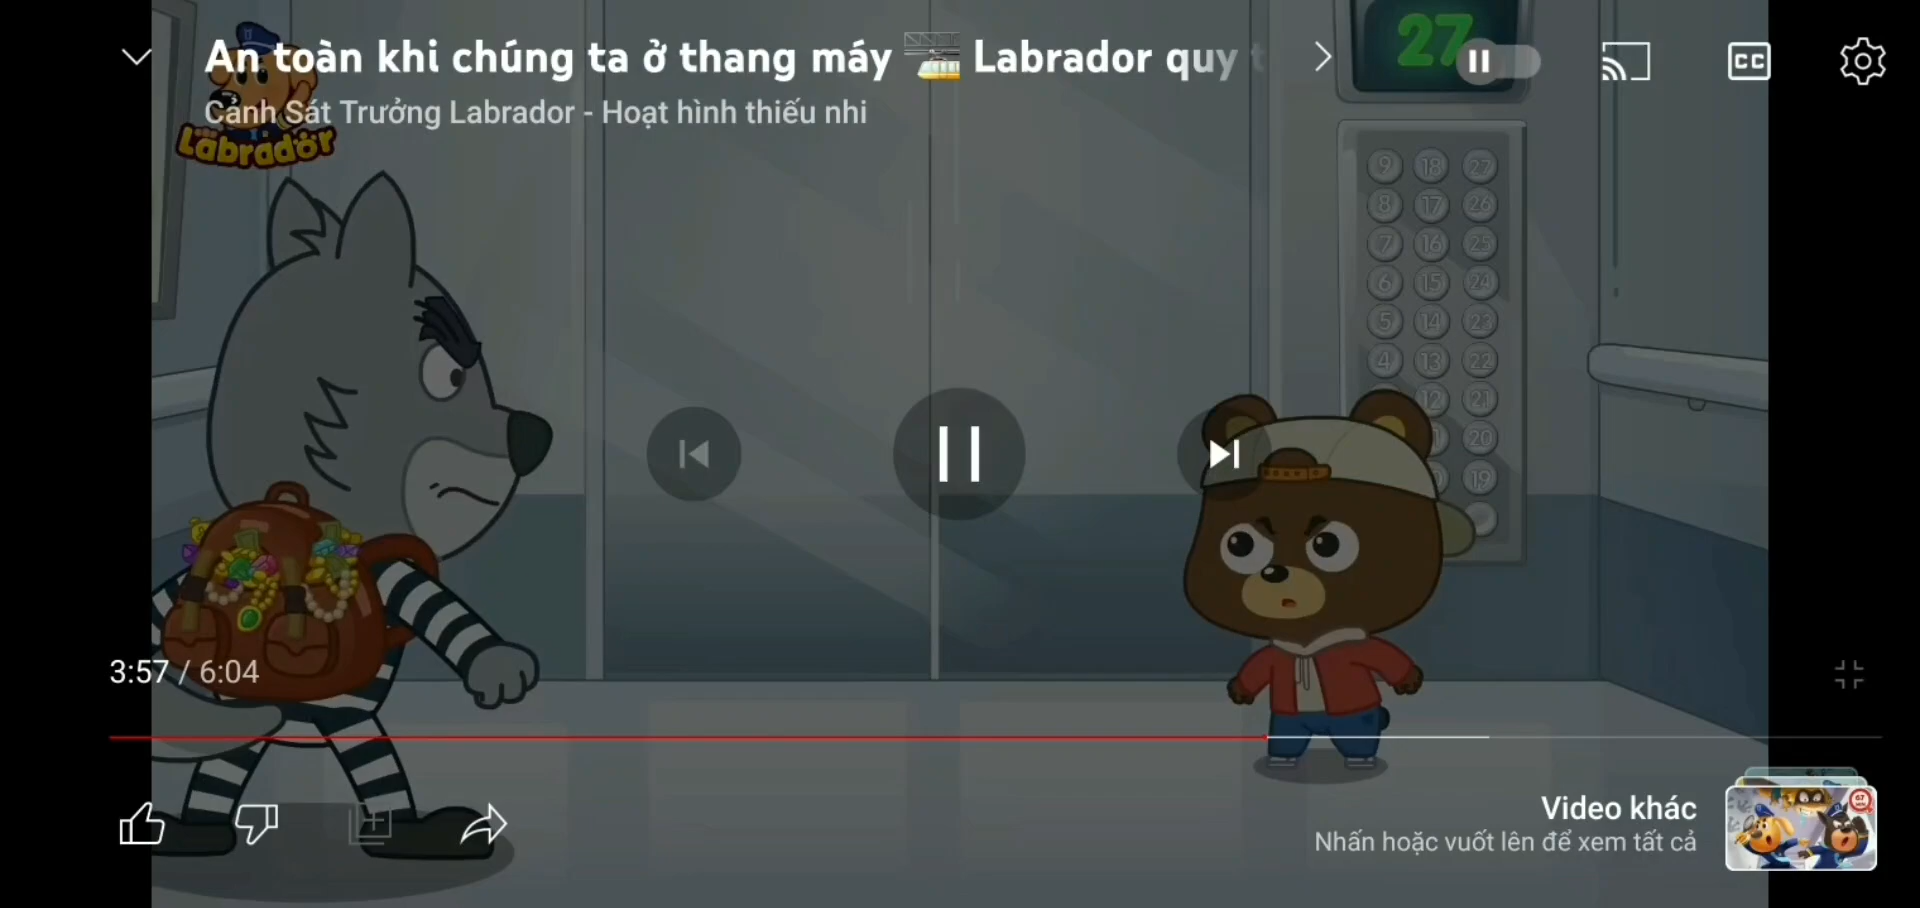 An toàn khi chúng ta ở thang máy 🚟 Labrador quy t
Cảnh Sát Trưởng Labrador - Hoạt hình thiếu nhi
Labrador
27
CC
9 18 27
8 17 26
7 16 25
6 15 24
5 14 23
4 13 22
12 21
20
19
3:57 / 6:04
Video khác
Nhấn hoặc vuốt lên để xem tất cả